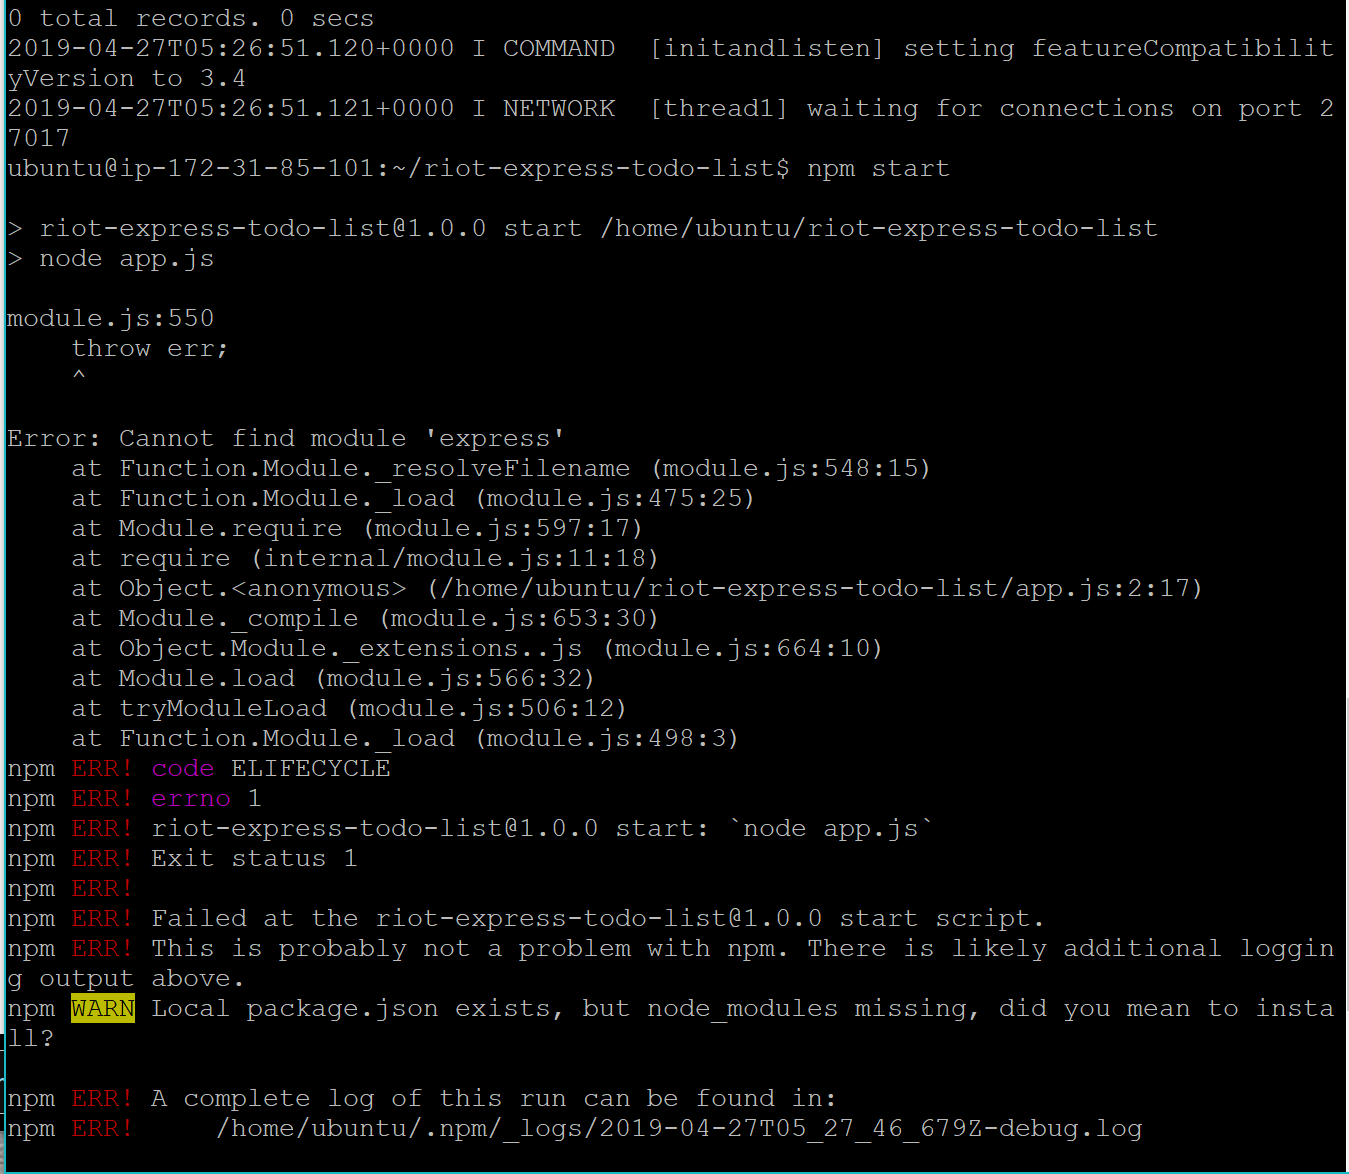 0 total records. 0 secs
2019-04-27T05:26:51.120+0000 I COMMAND  [initandlisten] setting featureCompatibilit
yVersion to 3.4
2019-04-27T05:26:51.121+0000 I NETWORK  [thread1] waiting for connections on port 2
7017
ubuntu@ip-172-31-85-101:~/riot-express-todo-list$ npm start
> riot-express-todo-list@1.0.0 start /home/ubuntu/riot-express-todo-list
> node app.js
module.js:550
    throw err;
    ^
Error: Cannot find module 'express'
    at Function.Module._resolveFilename (module.js:548:15)
    at Function.Module._load (module.js:475:25)
    at Module.require (module.js:597:17)
    at require (internal/module.js:11:18)
    at Object.<anonymous> (/home/ubuntu/riot-express-todo-list/app.js:2:17)
    at Module._compile (module.js:653:30)
    at Object.Module._extensions..js (module.js:664:10)
    at Module.load (module.js:566:32)
    at tryModuleLoad (module.js:506:12)
    at Function.Module._load (module.js:498:3)
npm ERR! code ELIFECYCLE
npm ERR! errno 1
npm ERR! riot-express-todo-list@1.0.0 start: `node app.js`
npm ERR! Exit status 1
npm ERR!
npm ERR! Failed at the riot-express-todo-list@1.0.0 start script.
npm ERR! This is probably not a problem with npm. There is likely additional loggin
g output above.
npm WARN Local package.json exists, but node_modules missing, did you mean to insta
ll?
npm ERR! A complete log of this run can be found in:
npm ERR!     /home/ubuntu/.npm/_logs/2019-04-27T05_27_46_679Z-debug.log